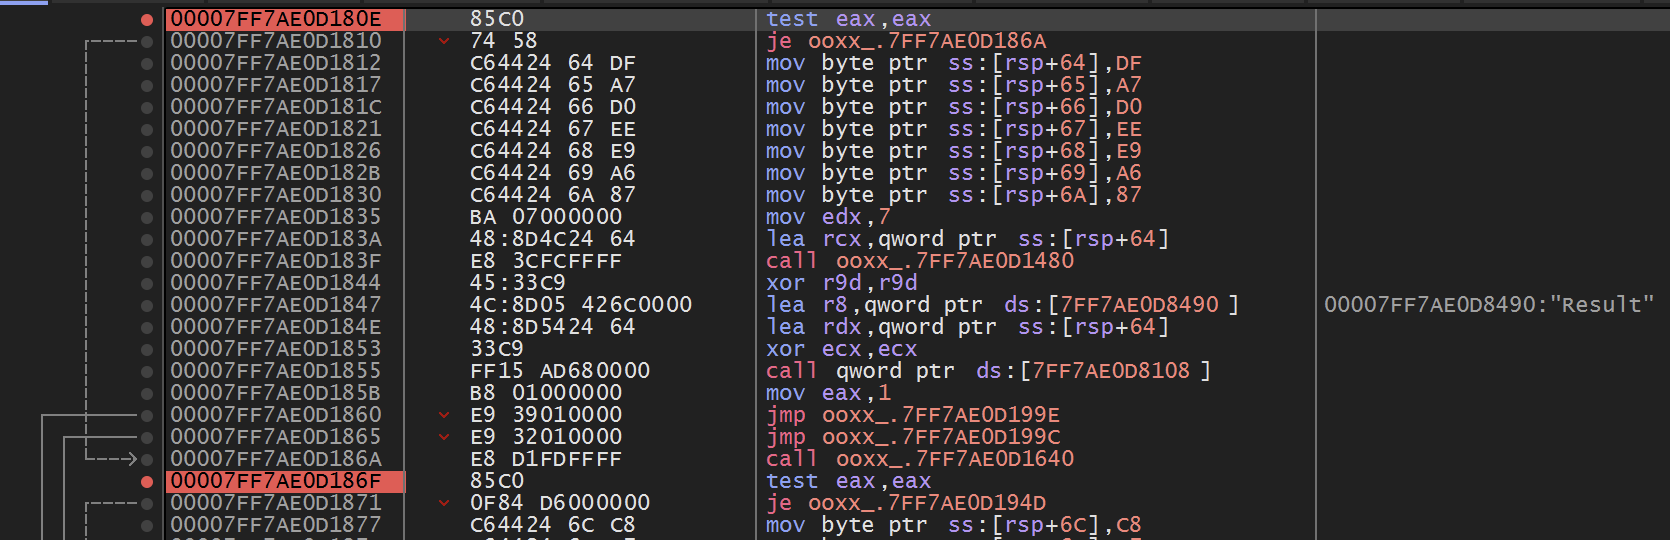 00007FF7AE0D180E 85C0 test eax,eax
00007FF7AE0D1810 74 58 je ooxx_.7FF7AE0D186A
00007FF7AE0D1812 C64424 64 DF mov byte ptr ss:[rsp+64],DF
00007FF7AE0D1817 C64424 65 A7 mov byte ptr ss:[rsp+65],A7
00007FF7AE0D181C C64424 66 D0 mov byte ptr ss:[rsp+66],D0
00007FF7AE0D1821 C64424 67 EE mov byte ptr ss:[rsp+67],EE
00007FF7AE0D1826 C64424 68 E9 mov byte ptr ss:[rsp+68],E9
00007FF7AE0D182B C64424 69 A6 mov byte ptr ss:[rsp+69],A6
00007FF7AE0D1830 C64424 6A 87 mov byte ptr ss:[rsp+6A],87
00007FF7AE0D1835 BA 07000000 mov edx,7
00007FF7AE0D183A 48:8D4C24 64 lea rcx,qword ptr ss:[rsp+64]
00007FF7AE0D183F E8 3CFCFFFF call ooxx_.7FF7AE0D1480
00007FF7AE0D1844 45:33C9 xor r9d,r9d
00007FF7AE0D1847 4C:8D05 426C0000 lea r8,qword ptr ds:[7FF7AE0D8490 ] 00007FF7AE0D8490:"Result"
00007FF7AE0D184E 48:8D5424 64 lea rdx,qword ptr ss:[rsp+64]
00007FF7AE0D1853 33C9 xor ecx,ecx
00007FF7AE0D1855 FF15 AD680000 call qword ptr ds:[7FF7AE0D8108 ]
00007FF7AE0D185B B8 01000000 mov eax,1
00007FF7AE0D1860 E9 39010000 jmp ooxx_.7FF7AE0D199E
00007FF7AE0D1865 E9 32010000 jmp ooxx_.7FF7AE0D199C
00007FF7AE0D186A E8 D1FDFFFF call ooxx_.7FF7AE0D1640
00007FF7AE0D186F 85C0 test eax,eax
00007FF7AE0D1871 0F84 D6000000 je ooxx_.7FF7AE0D194D
00007FF7AE0D1877 C64424 6C C8 mov byte ptr ss:[rsp+6C],C8